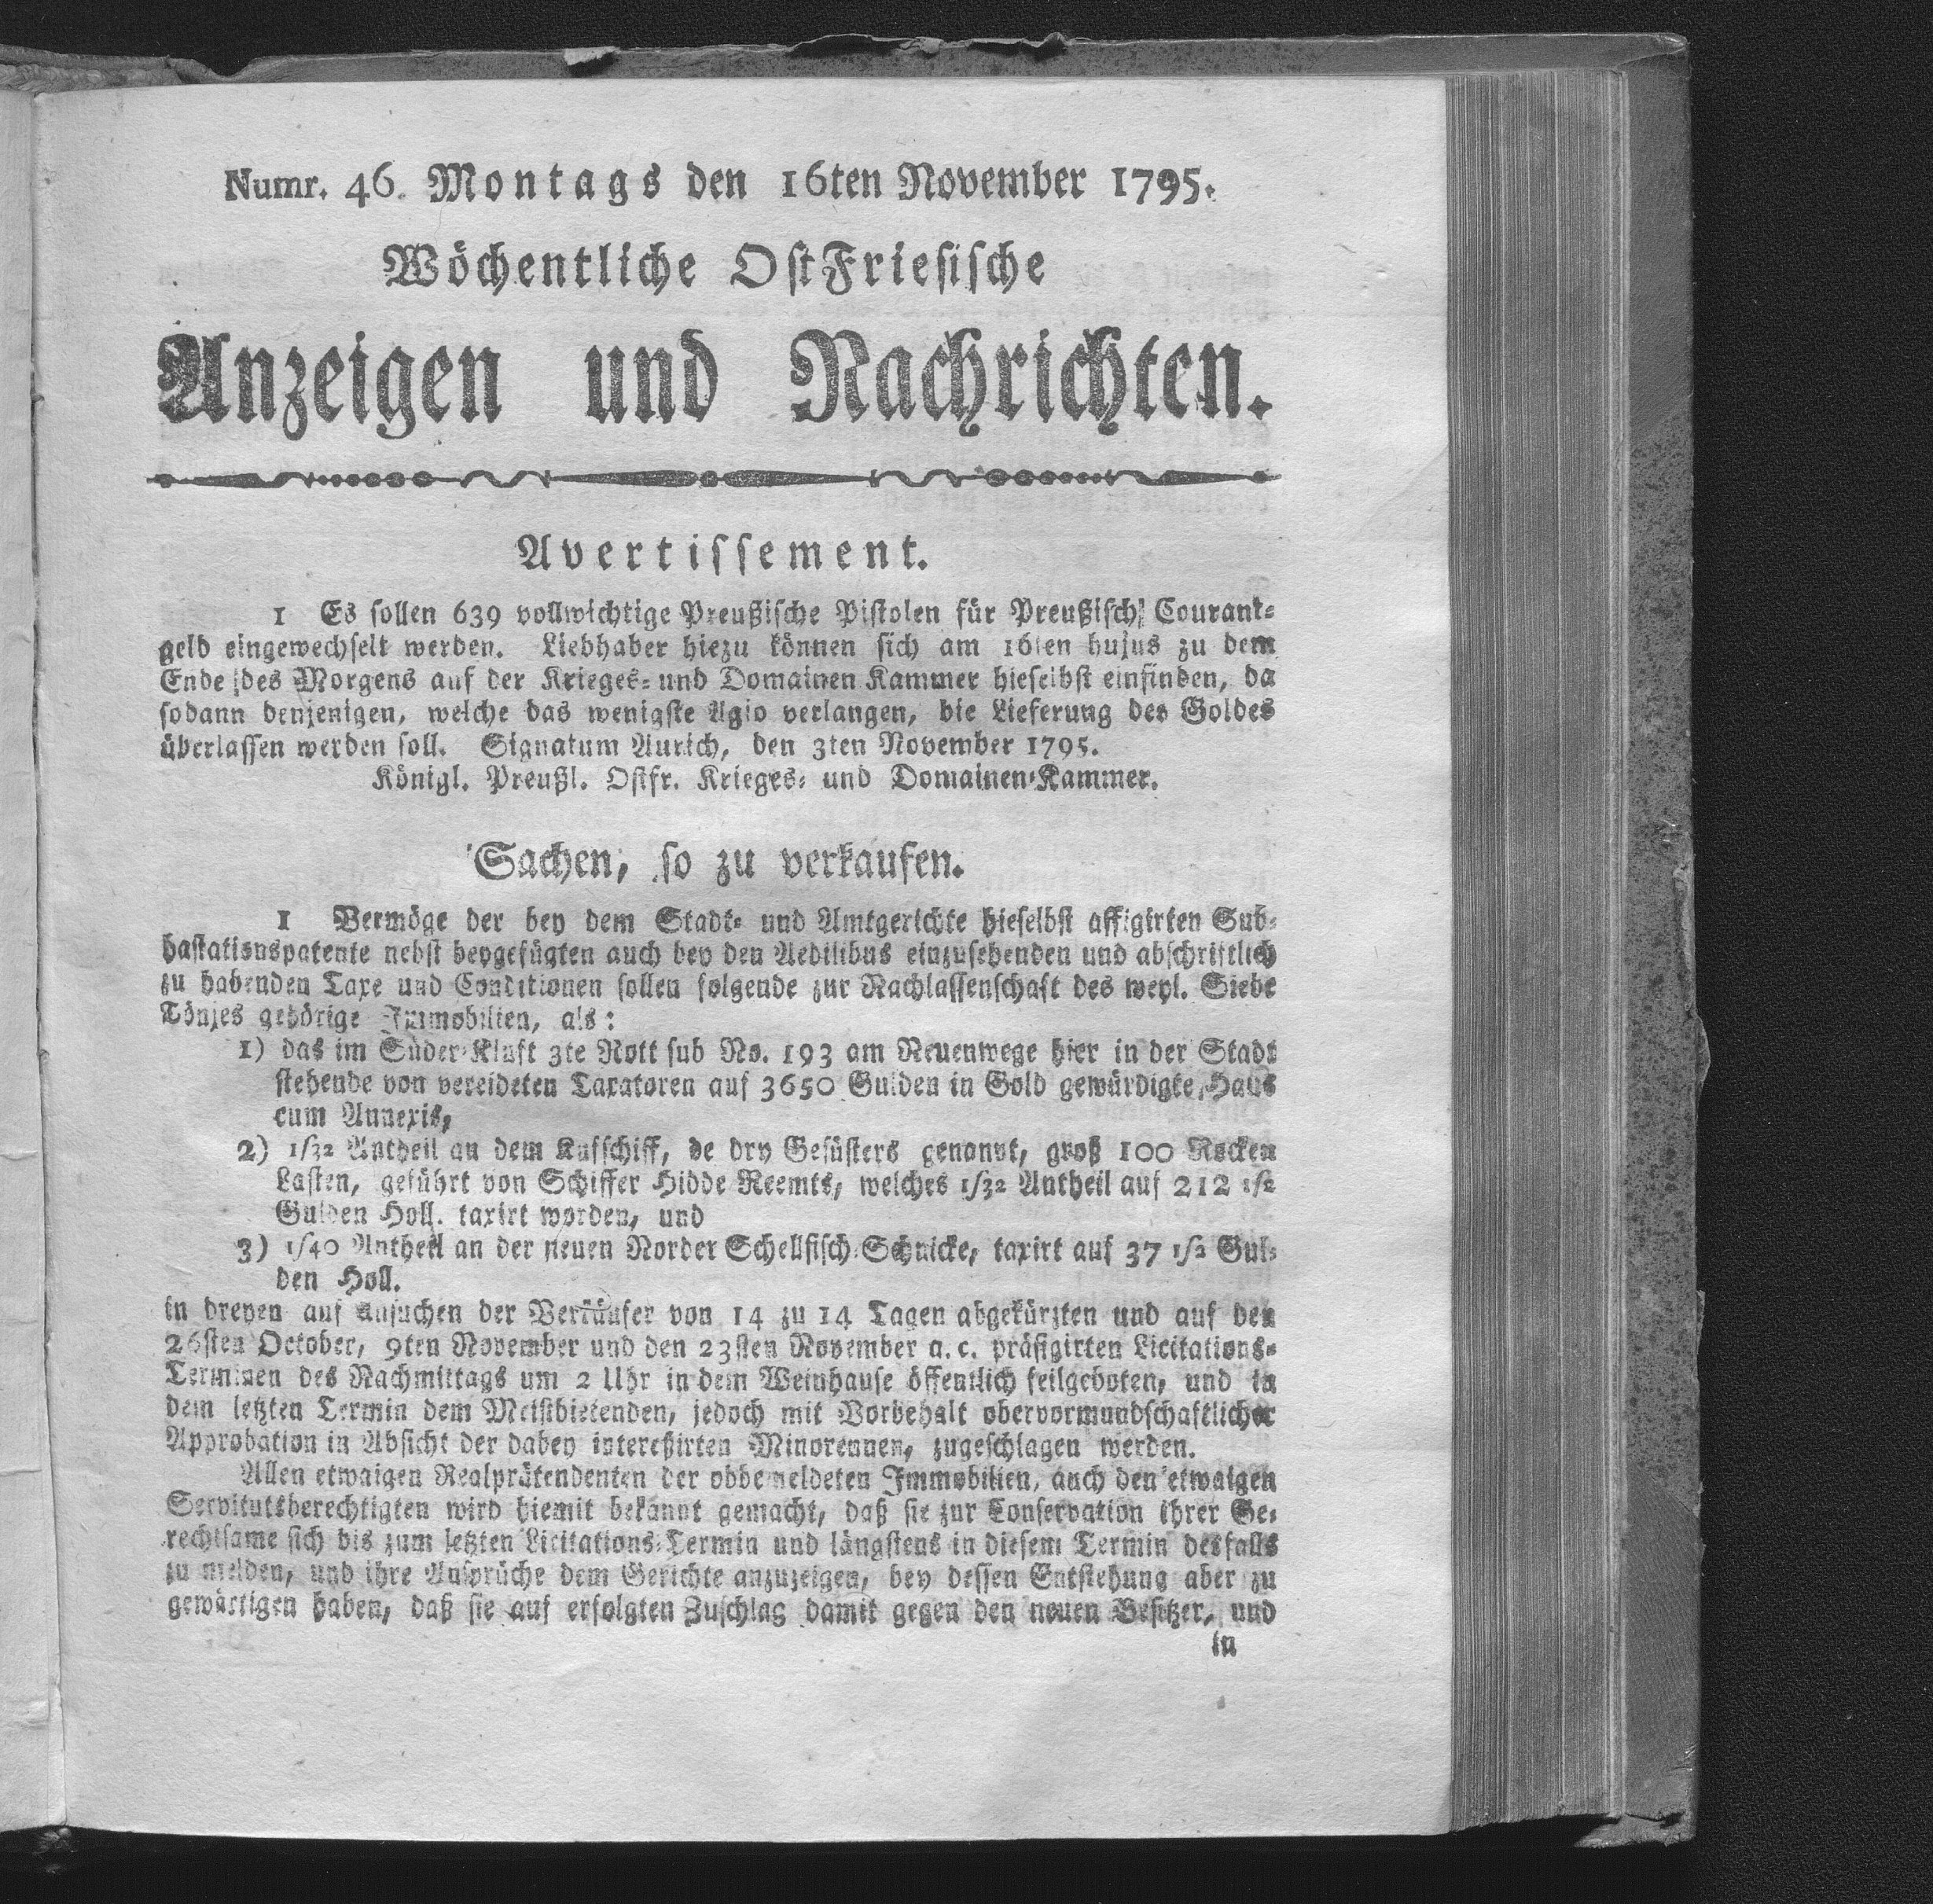 Numr. 46. Montags den 16ten November 1795.
Wöchentliche OstFriesische
Anzeigen und Nachrichten.
Avertissement.
1 Es sollen 639 vollwichtige Preußische Pistolen für Preußisch Courant-
geld eingewechselt werden. Liebhaber hiezu können sich am 16ten hujus zu dem
Ende des Morgens auf der Krieges- und Domainen Kammer hieselbst einfinden, da
sodann denjenigen, welche das wenigste Agio verlangen, die Lieferung des Goldes
überlassen werden soll. Signatum Aurich, den 3ten November 1795.
Königl. Preußl. Ostfr. Krieges- und Domainen-Kammer.
Sachen, so zu verkaufen.
1 Vermöge der bey dem Stadt- und Amtgerichte hieselbst affigirten Sub-
hastationspatente nebst beygefügten auch bey den Aedilibus einzusehenden und abschriftlich
zu habenden Taxe und Conditionen sollen folgende zur Nachlassenschaft des weyl. Siebe
Tönjes gehörige Immobilien, als:
1) das im Süder-Kluft 3te Rott sub No. 193 am Neuenwege hier in der Stadt
stehende von vereideten Taxatoren auf 3650 Gulden in Gold gewürdigte Haus
cum Annexis,
2) 1/32 Antheil an dem Kufschiff, de dry Gesüsters genannt, groß 100 Rocken
Lasten, geführt von Schiffer Hidde Reemts, welches 1/32 Antheil auf 212 1/2
Gulden Holl. taxirt worden, und
3) 1/40 Antheil an der neuen Norder Schellfisch-Schnicke, taxirt auf 37 1/2 Gul-
den Holl.
in dreyen auf Ansuchen der Verkäufer von 14 zu 14 Tagen abgekürzten und auf den
26sten October, 9ten November und den 23sten November a. c. präfigirten Licitations-
Terminen des Nachmittags um 2 Uhr in dem Weinhause öffentlich feilgeboten, und in
dem letzten Termin dem Meistbietenden, jedoch mit Vorbehalt obervormundschaftlicher
Approbation in Absicht der dabey intereßirten Minorennen, zugeschlagen werden.
Allen etwaigen Realprätendenten der obbemeldeten Immobilien, auch den etwaigen
Servitutsberechtigten wird hiemit bekannt gemacht, daß sie zur Conservation ihrer Ge-
rechtsame sich bis zum letzten Licitations-Termin und längstens in diesem Termin desfalls
zu melden, und ihre Ansprüche dem Gerichte anzuzeigen, bey dessen Entstehung aber zu
gewärtigen haben, daß sie auf erfolgten Zuschlag damit gegen den neuen Besitzer, und
in